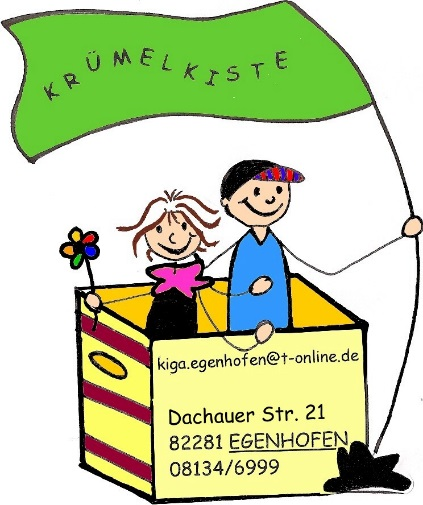 KRÜMELKISTE
kiga.egenhofen@t-online.de
Dachauer Str. 21
82281 EGENHOFEN
08134/6999